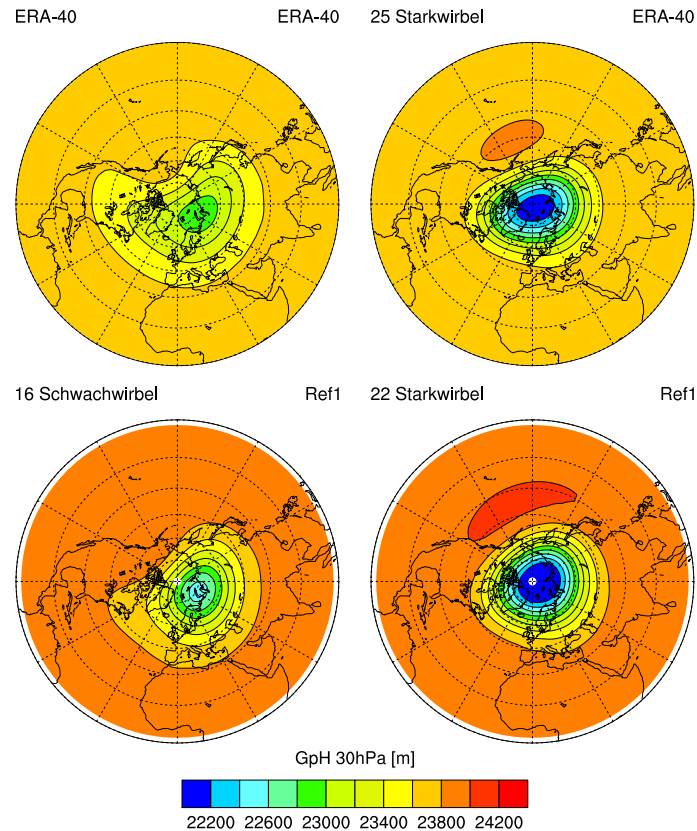 ERA-40 ERA-40
25 Starkwirbel ERA-40
16 Schwachwirbel Ref1
22 Starkwirbel Ref1
GpH 30hPa [m]
22200 22600 23000 23400 23800 24200